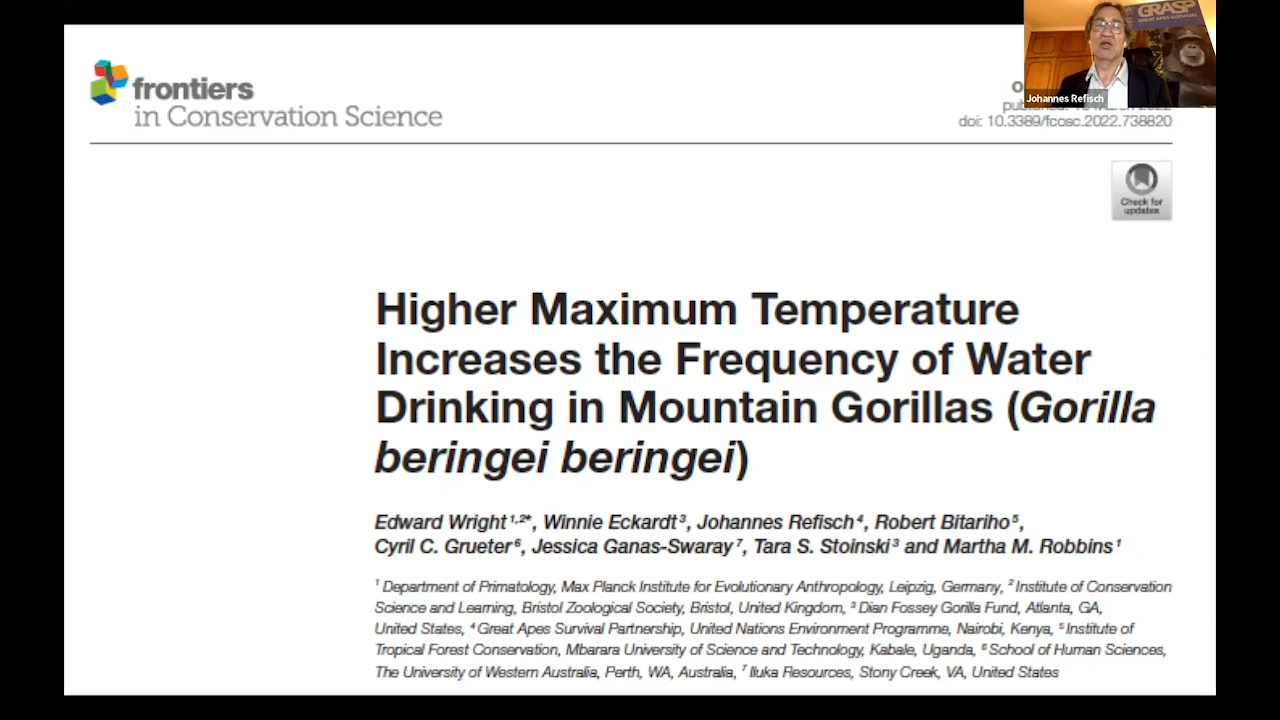 GRASP
GREAT APES SURVIVAL
Johannes Refisch
frontiers
in Conservation Science
doi: 10.3389/fcosc.2022.738820
Check for
updates
Higher Maximum Temperature
Increases the Frequency of Water
Drinking in Mountain Gorillas (Gorilla
beringei beringei)
Edward Wright 1,2*, Winnie Eckardt 3, Johannes Refisch 4, Robert Bitariho 5,
Cyril C. Grueter 6, Jessica Ganas-Swaray 7, Tara S. Stoinski 3 and Martha M. Robbins 1
1 Department of Primatology, Max Planck Institute for Evolutionary Anthropology, Leipzig, Germany, 2 Institute of Conservation
Science and Learning, Bristol Zoological Society, Bristol, United Kingdom, 3 Dian Fossey Gorilla Fund, Atlanta, GA,
United States, 4 Great Apes Survival Partnership, United Nations Environment Programme, Nairobi, Kenya, 5 Institute of
Tropical Forest Conservation, Mbarara University of Science and Technology, Kabale, Uganda, 6 School of Human Sciences,
The University of Western Australia, Perth, WA, Australia, 7 Iluka Resources, Stony Creek, VA, United States